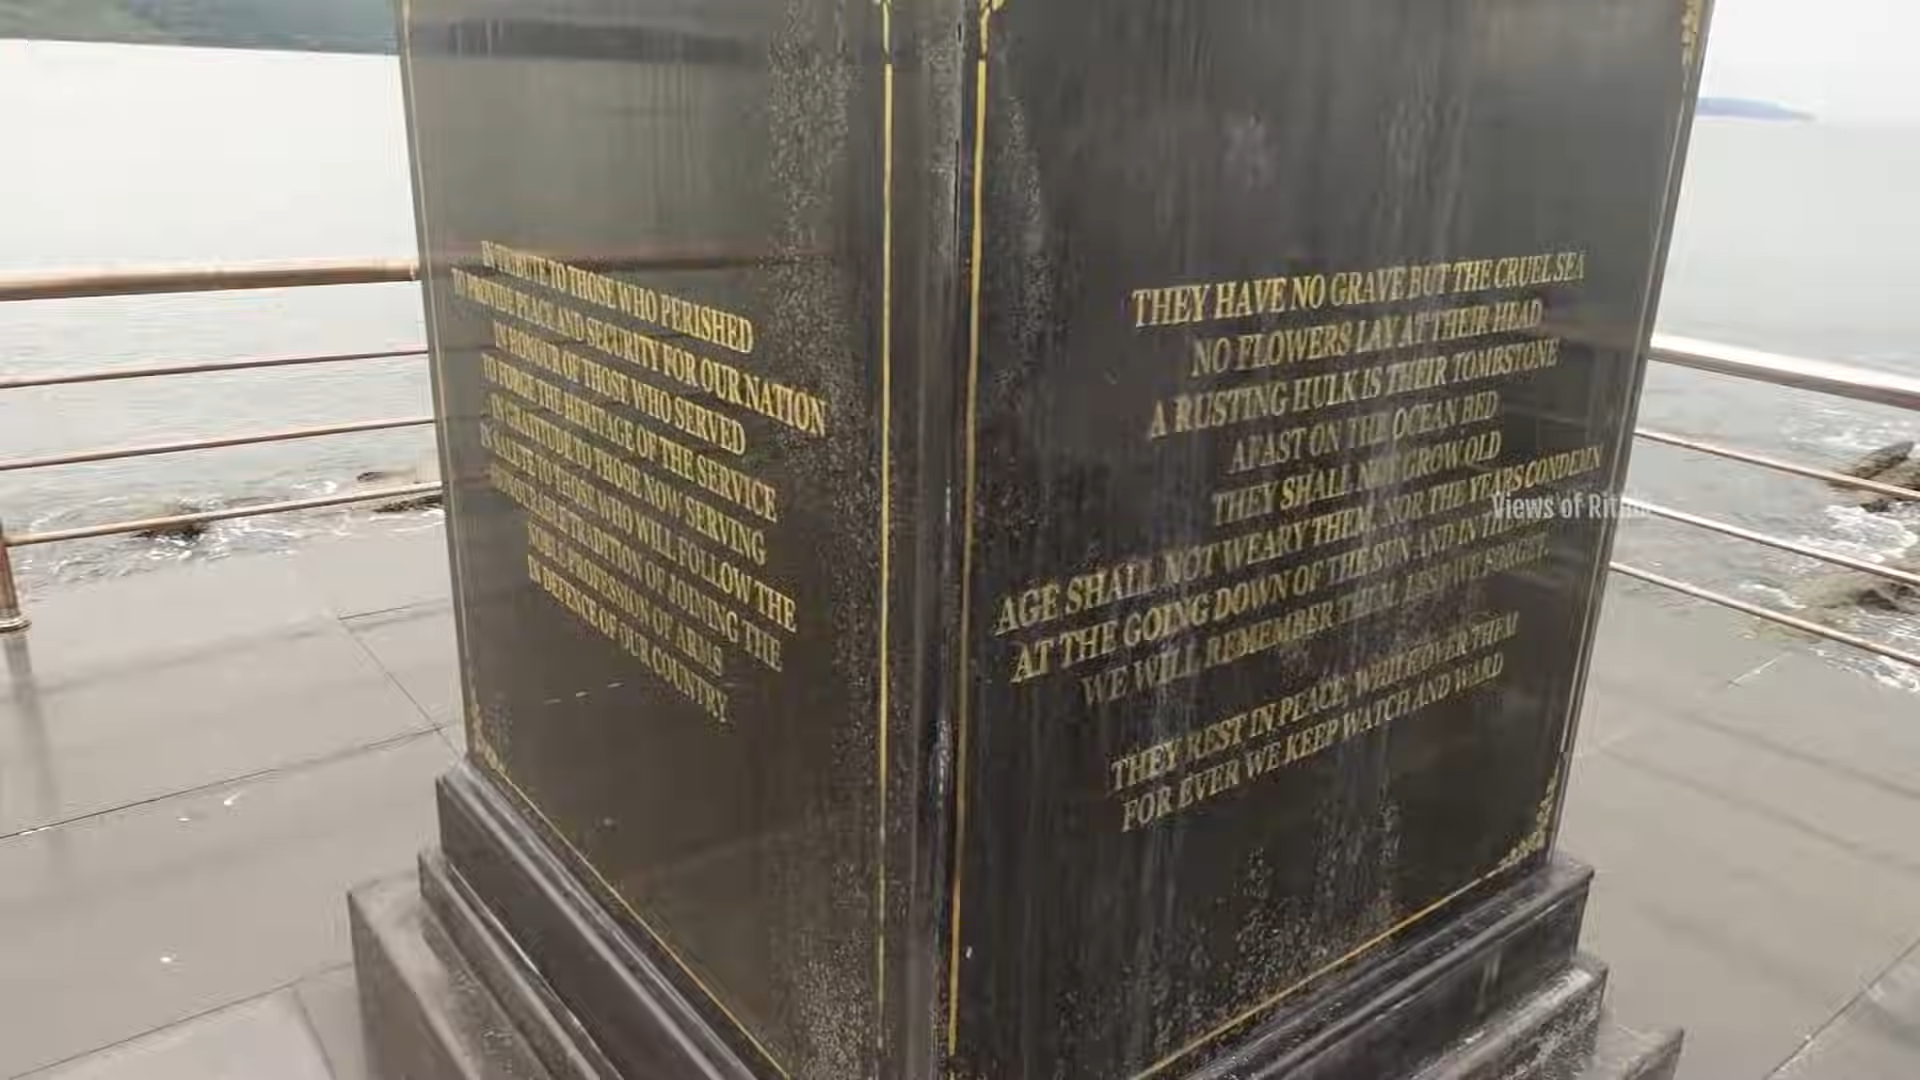 IN TRIBUTE TO THOSE WHO PERISHED
TO PROVIDE PEACE AND SECURITY FOR OUR NATION
IN HONOUR OF THOSE WHO SERVED
TO FORGE THE HERITAGE OF THE SERVICE
IN GRATITUDE TO THOSE NOW SERVING
IN SALUTE TO THOSE WHO WILL FOLLOW THE
HONOURABLE TRADITION OF JOINING THE
NOBLE PROFESSION OF ARMS
IN DEFENCE OF OUR COUNTRY
THEY HAVE NO GRAVE BUT THE CRUEL SEA
NO FLOWERS LAY AT THEIR HEAD
A RUSTING HULK IS THEIR TOMBSTONE
AFAST ON THE OCEAN BED
THEY SHALL NOT GROW OLD
AGE SHALL NOT WEARY THEM, NOR THE YEARS CONDEMN
AT THE GOING DOWN OF THE SUN AND IN THE
WE WILL REMEMBER THEM, LEST WE FORGET.
THEY REST IN PEACE, WHILE OVER THEM
FOR EVER WE KEEP WATCH AND WARD
Views of